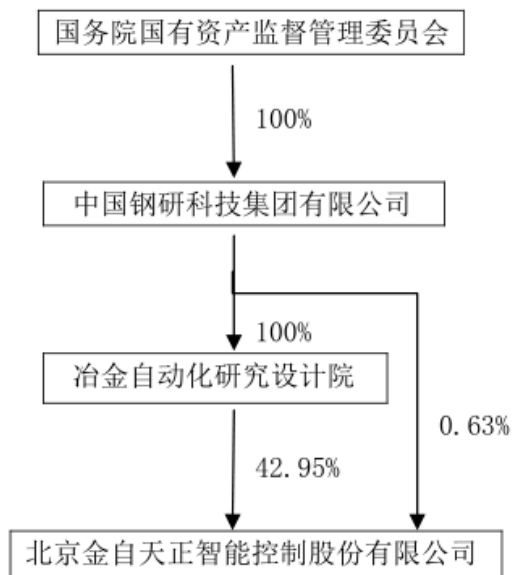 国务院国有资产监督管理委员会
100%
中国钢研科技集团有限公司
100%
冶金自动化研究设计院
0.63%
42.95%
北京金自天正智能控制股份有限公司